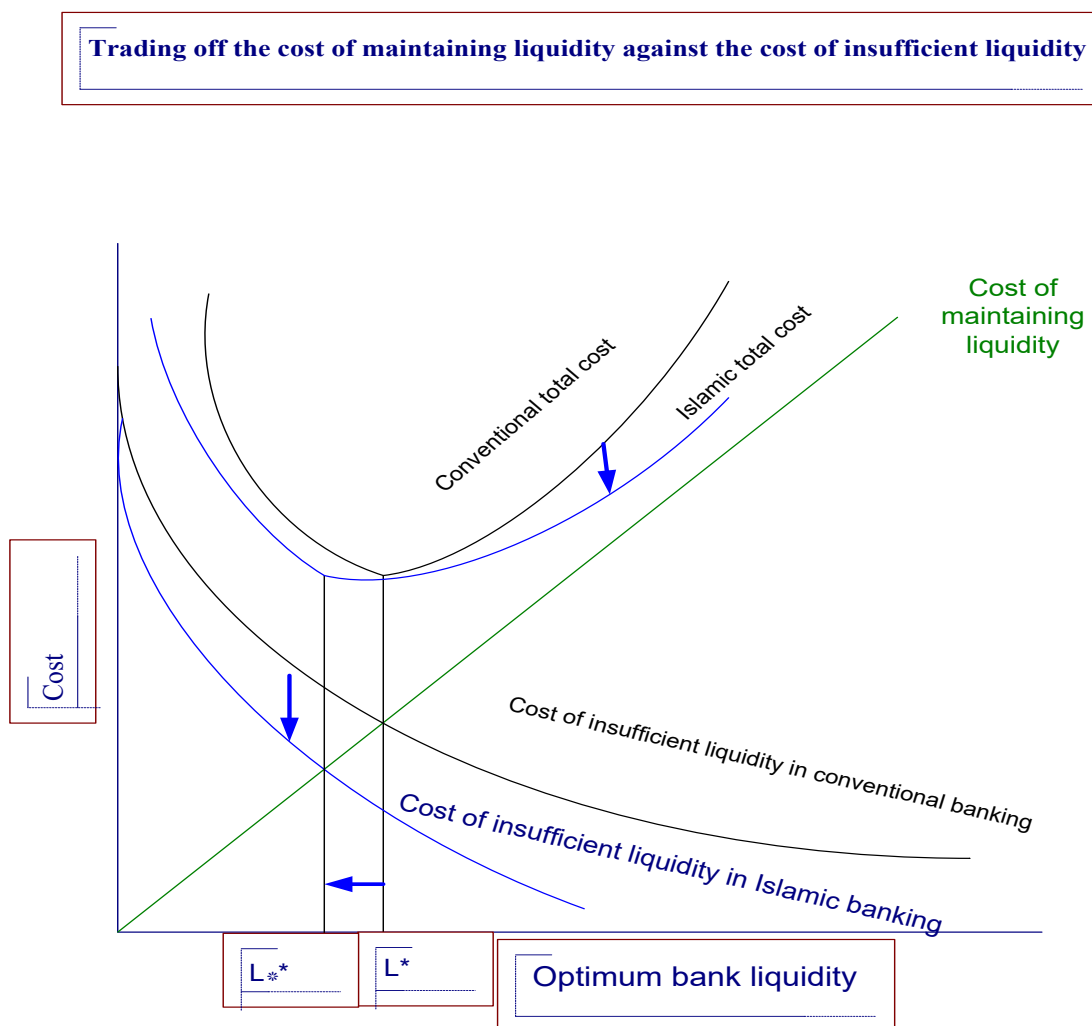 Trading off the cost of maintaining liquidity against the cost of insufficient liquidity
Cost of
maintaining
liquidity
Conventional total cost
Islamic total cost
Cost
Cost of insufficient liquidity in conventional banking
Cost of insufficient liquidity in Islamic banking
L⁎*
L*
Optimum bank liquidity